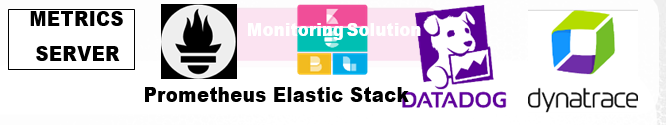 METRICS
SERVER
Monitoring Solution
Prometheus
Elastic Stack
DATADOG
dynatrace